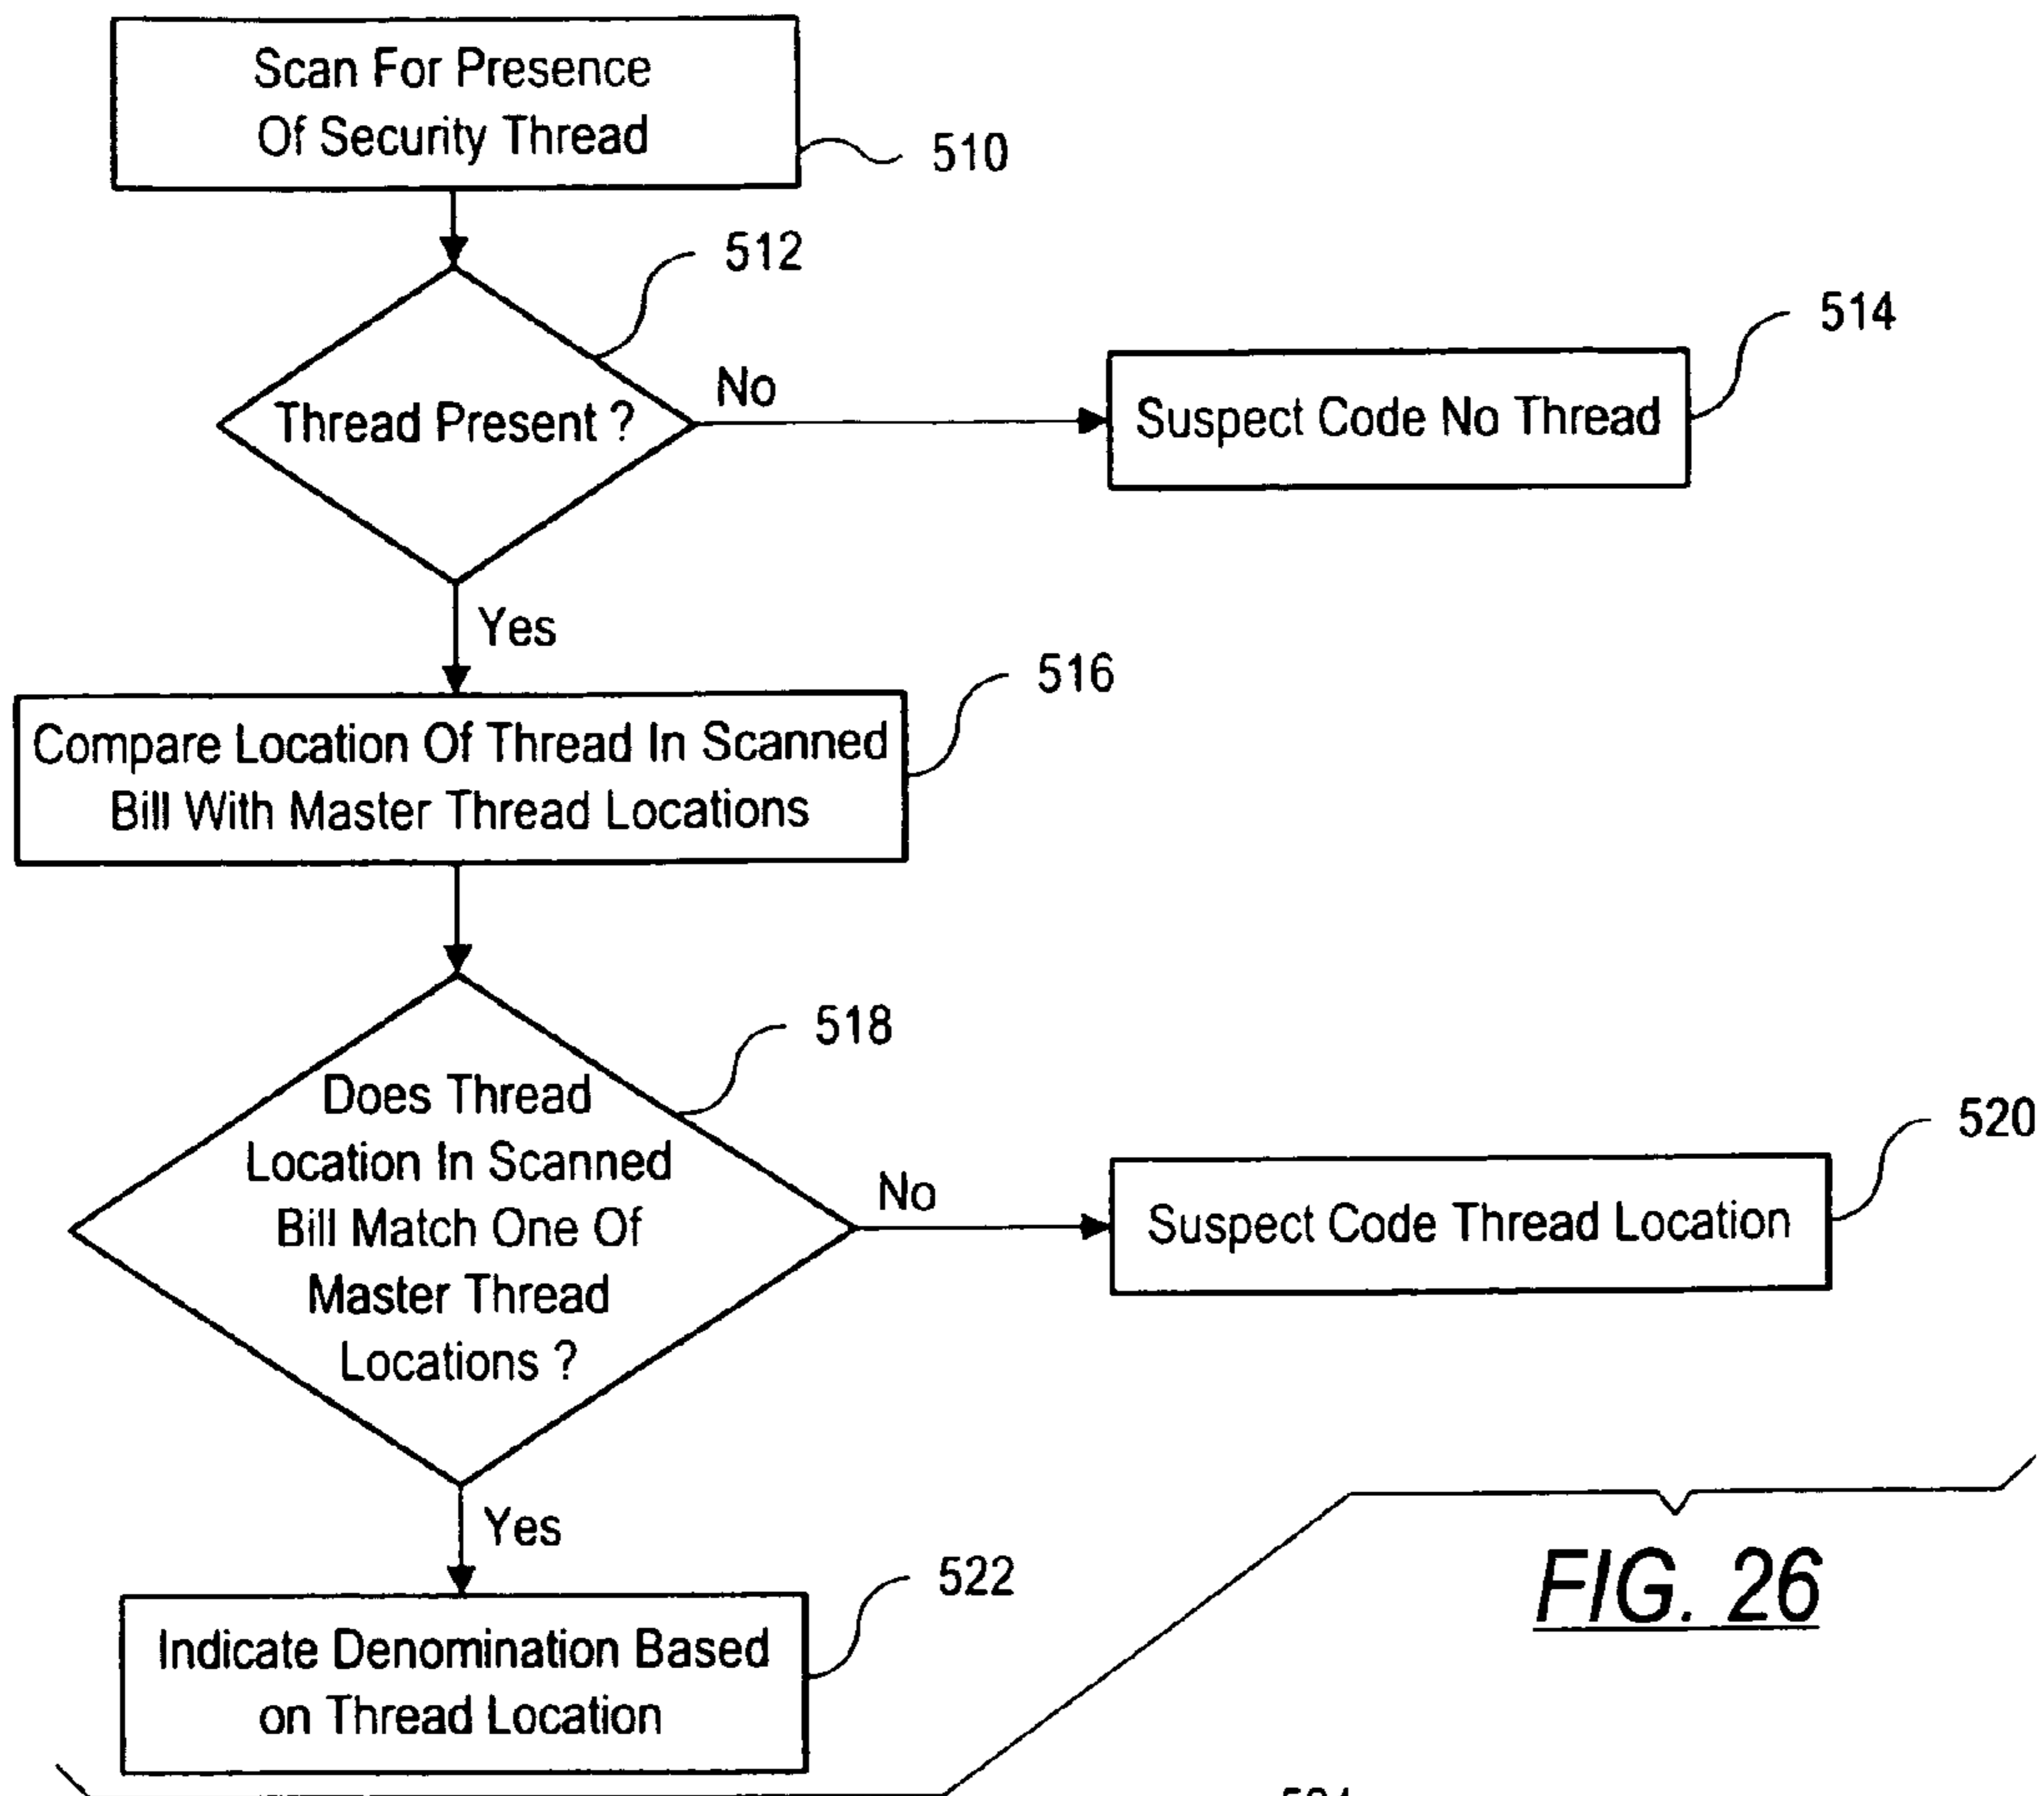 Scan For Presence
Of Security Thread
510
512
Thread Present ?
No
Suspect Code No Thread
514
Yes
Compare Location Of Thread In Scanned
Bill With Master Thread Locations
516
Does Thread
Location In Scanned
Bill Match One Of
Master Thread
Locations ?
518
No
Suspect Code Thread Location
520
Yes
Indicate Denomination Based
on Thread Location
522
FIG. 26